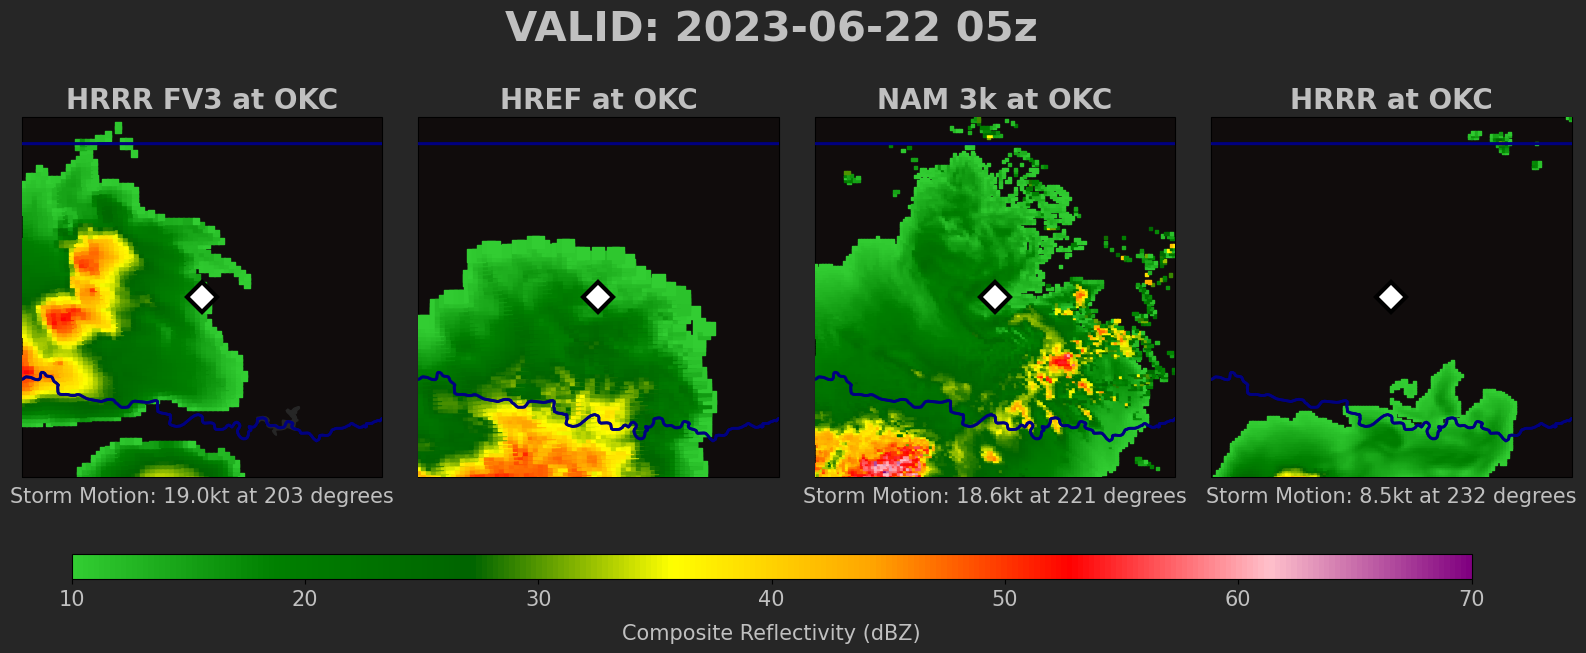 VALID: 2023-06-22 05z
HRRR FV3 at OKC
HREF at OKC
NAM 3k at OKC
HRRR at OKC
Storm Motion: 19.0kt at 203 degrees
Storm Motion: 18.6kt at 221 degrees
Storm Motion: 8.5kt at 232 degrees
10 20 30 40 50 60 70
Composite Reflectivity (dBZ)